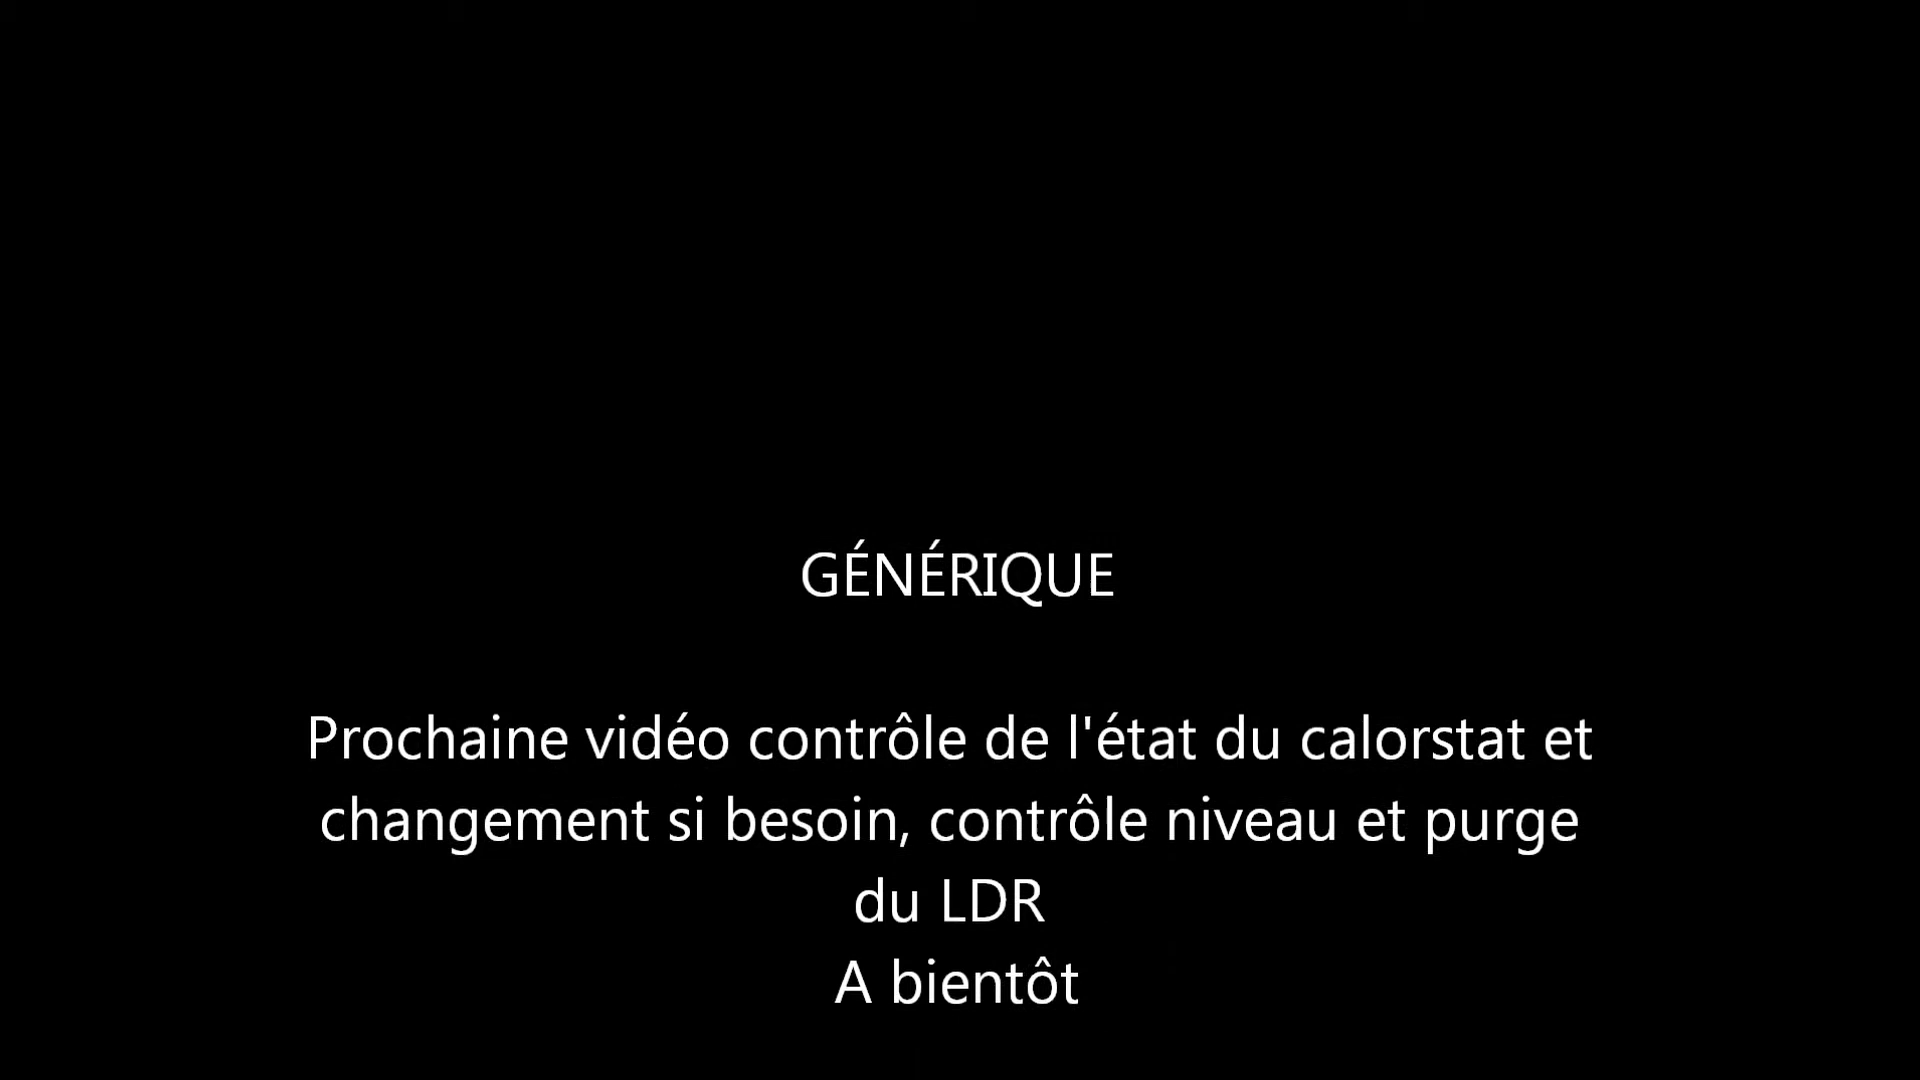 GÉNÉRIQUE
Prochaine vidéo contrôle de l'état du calorstat et
changement si besoin, contrôle niveau et purge
du LDR
A bientôt